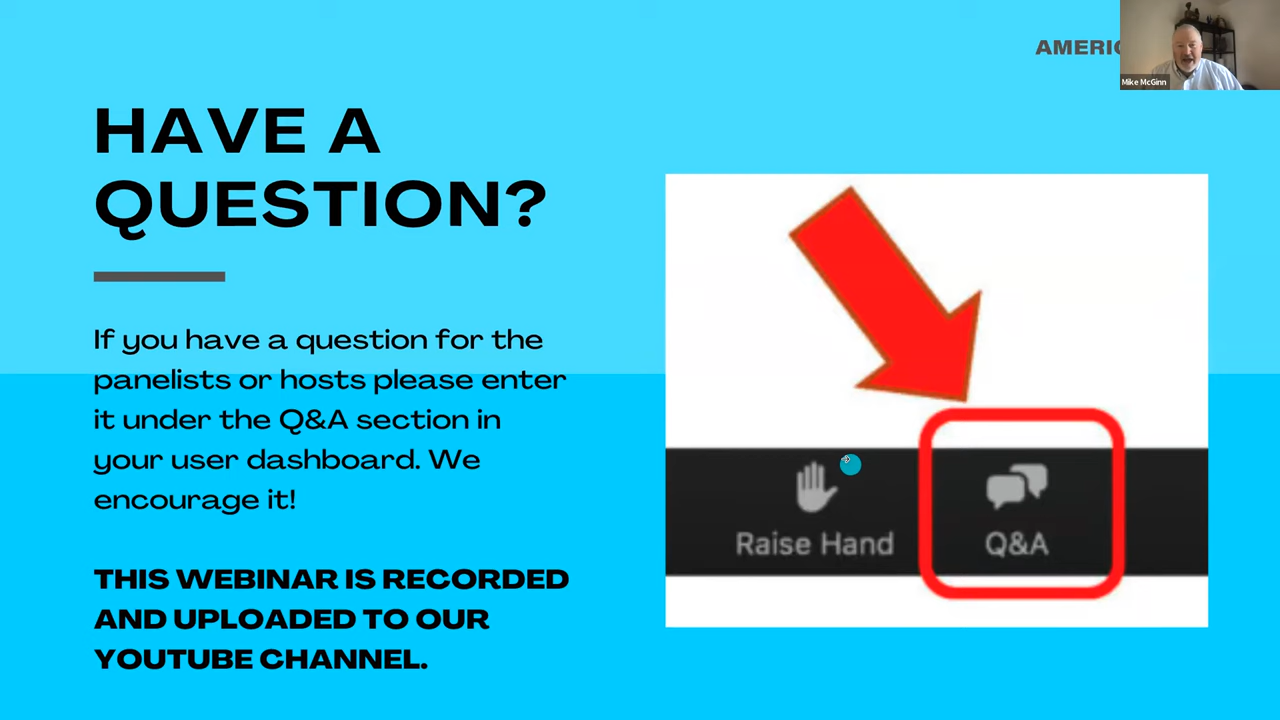 Mike McGinn
HAVE A
QUESTION?
If you have a question for the
panelists or hosts please enter
it under the Q&A section in
your user dashboard. We
encourage it!
THIS WEBINAR IS RECORDED
AND UPLOADED TO OUR
YOUTUBE CHANNEL.
Raise Hand
Q&A